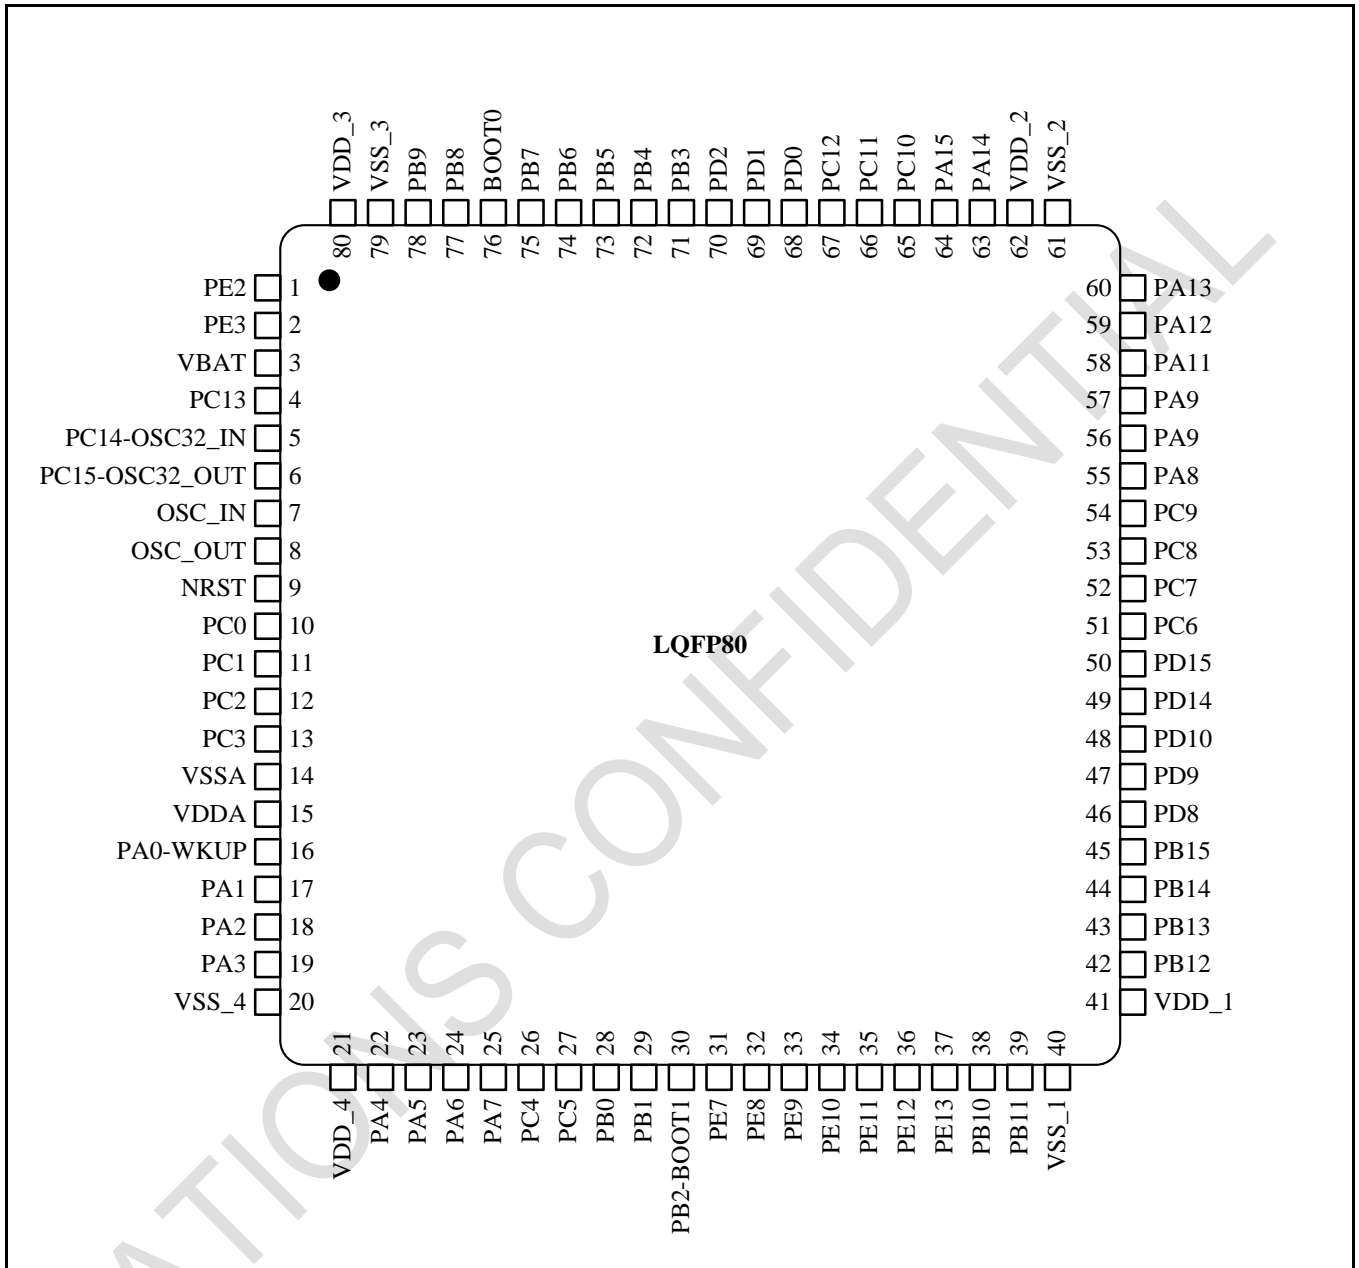 VDD_3
VSS_3
PB9
PB8
BOOT0
PB7
PB6
PB5
PB4
PB3
PD2
PD1
PD0
PC12
PC11
PC10
PA15
PA14
VDD_2
VSS_2
80
79
78
77
76
75
74
73
72
71
70
69
68
67
66
65
64
63
62
61
PE2 1
PE3 2
VBAT 3
PC13 4
PC14-OSC32_IN 5
PC15-OSC32_OUT 6
OSC_IN 7
OSC_OUT 8
NRST 9
PC0 10
PC1 11
PC2 12
PC3 13
VSSA 14
VDDA 15
PA0-WKUP 16
PA1 17
PA2 18
PA3 19
VSS_4 20
LQFP80
60 PA13
59 PA12
58 PA11
57 PA9
56 PA9
55 PA8
54 PC9
53 PC8
52 PC7
51 PC6
50 PD15
49 PD14
48 PD10
47 PD9
46 PD8
45 PB15
44 PB14
43 PB13
42 PB12
41 VDD_1
21
22
23
24
25
26
27
28
29
30
31
32
33
34
35
36
37
38
39
40
VDD_4
PA4
PA5
PA6
PA7
PC4
PC5
PB0
PB1
PB2-BOOT1
PE7
PE8
PE9
PE10
PE11
PE12
PE13
PB10
PB11
VSS_1
ATIONS CONFIDENTIAL